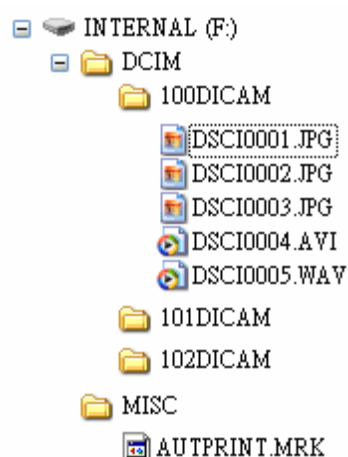 INTERNAL (F:)
DCIM
100DICAM
DSCI0001.JPG
DSCI0002.JPG
DSCI0003.JPG
DSCI0004.AVI
DSCI0005.WAV
101DICAM
102DICAM
MISC
AUTPRINT.MRK